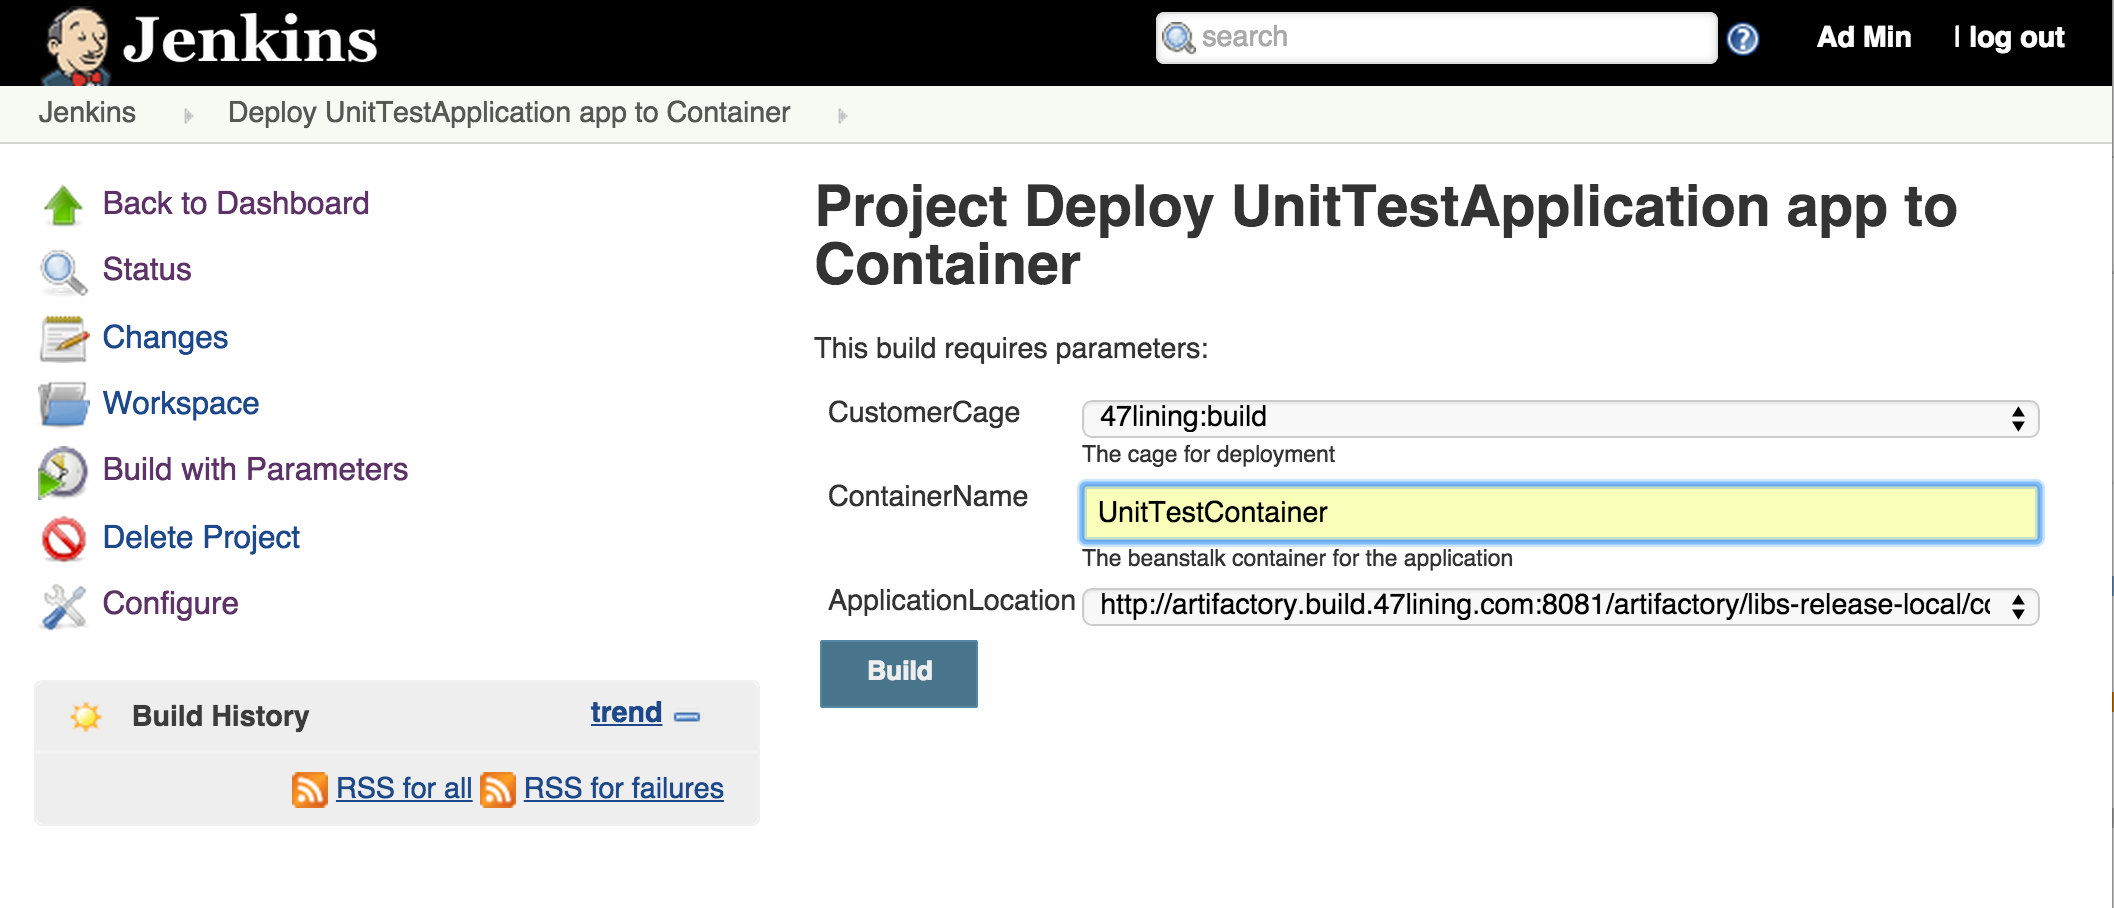 Jenkins
search
? Ad Min | log out
Jenkins Deploy UnitTestApplication app to Container
Back to Dashboard
Status
Changes
Workspace
Build with Parameters
Delete Project
Configure
Build History trend
RSS for all RSS for failures
Project Deploy UnitTestApplication app to
Container
This build requires parameters:
CustomerCage 47lining:build
The cage for deployment
ContainerName UnitTestContainer
The beanstalk container for the application
ApplicationLocation http://artifactory.build.47lining.com:8081/artifactory/libs-release-local/co
Build